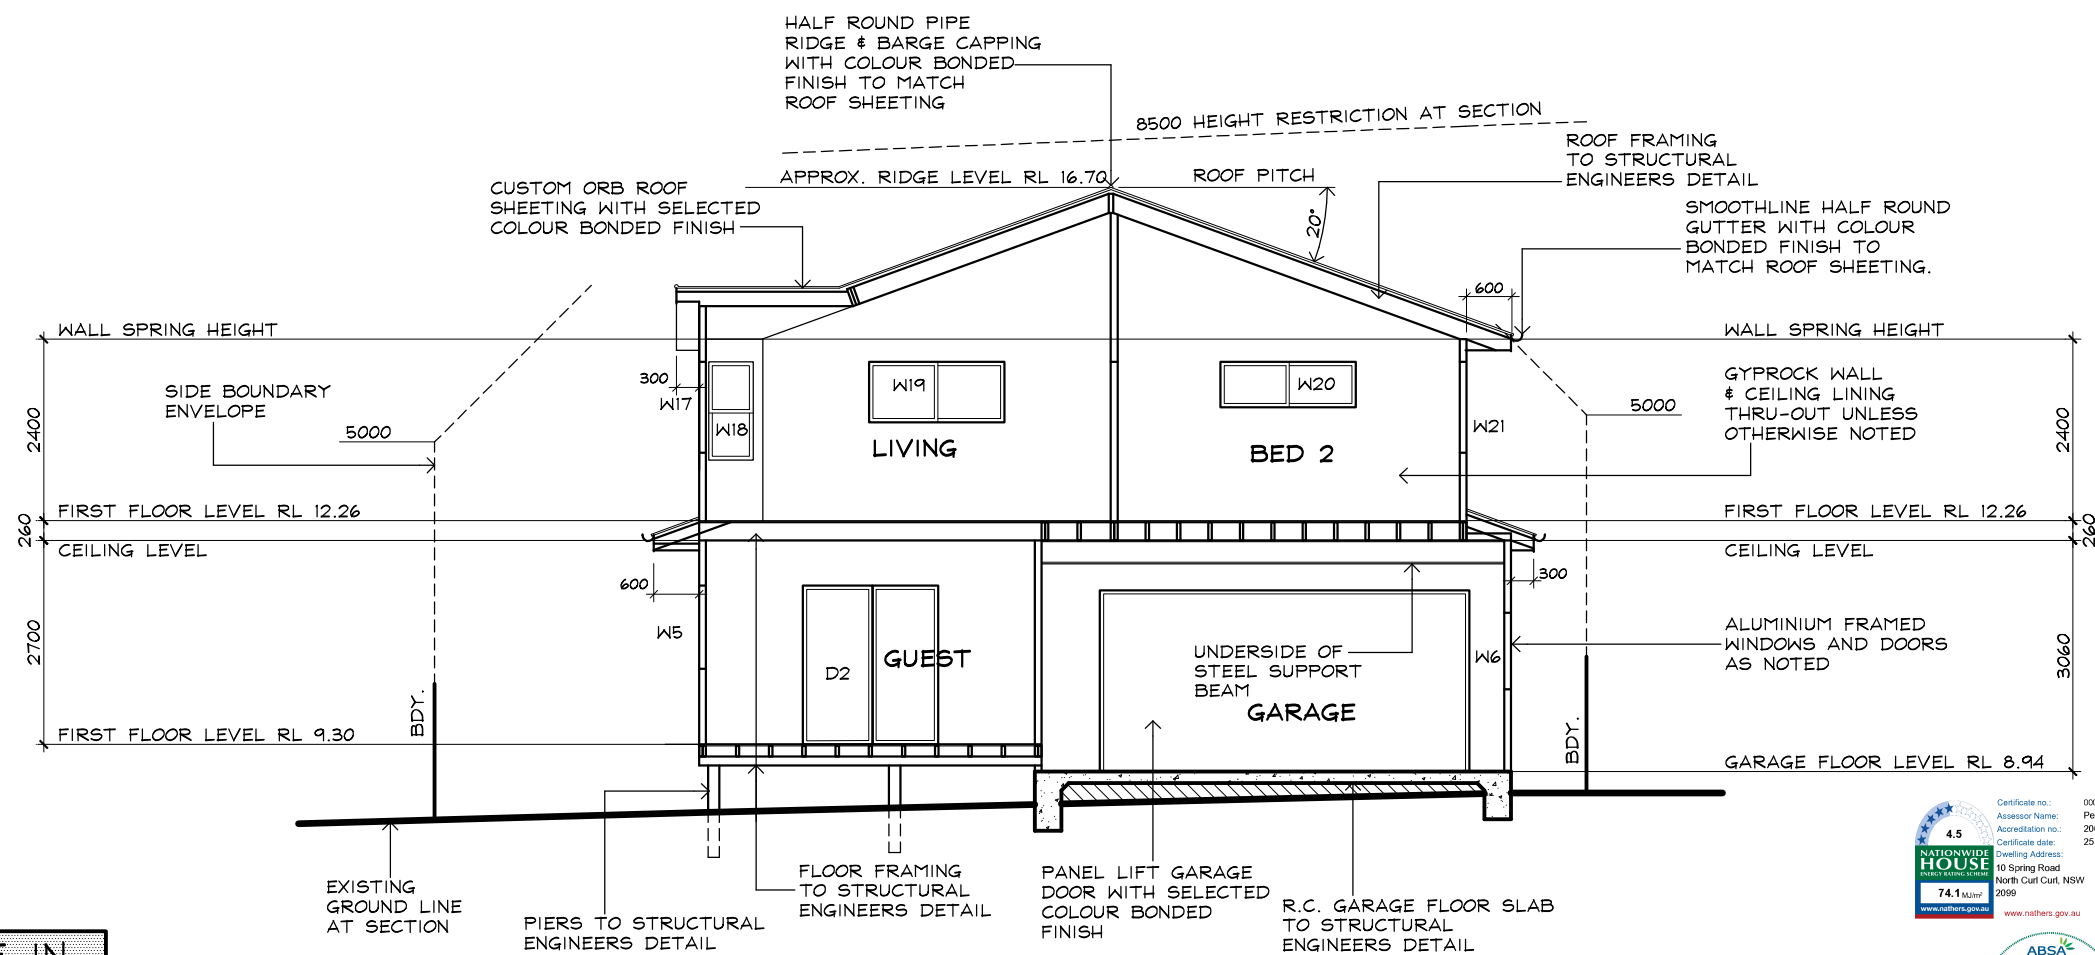 HALF ROUND PIPE
RIDGE & BARGE CAPPING
WITH COLOUR BONDED
FINISH TO MATCH
ROOF SHEETING
8500 HEIGHT RESTRICTION AT SECTION
APPROX. RIDGE LEVEL RL 16.70
ROOF PITCH
20°
ROOF FRAMING
TO STRUCTURAL
ENGINEERS DETAIL
CUSTOM ORB ROOF
SHEETING WITH SELECTED
COLOUR BONDED FINISH
SMOOTHLINE HALF ROUND
GUTTER WITH COLOUR
BONDED FINISH TO
MATCH ROOF SHEETING.
600
WALL SPRING HEIGHT
WALL SPRING HEIGHT
SIDE BOUNDARY
ENVELOPE
5000
300
W17
W18
W19
LIVING
W20
BED 2
W21
5000
GYPROCK WALL
& CEILING LINING
THRU-OUT UNLESS
OTHERWISE NOTED
2400
2400
FIRST FLOOR LEVEL RL 12.26
FIRST FLOOR LEVEL RL 12.26
260
260
CEILING LEVEL
CEILING LEVEL
600
300
W5
D2
GUEST
UNDERSIDE OF
STEEL SUPPORT
BEAM
GARAGE
W6
ALUMINIUM FRAMED
WINDOWS AND DOORS
AS NOTED
2700
3060
BDY.
BDY.
FIRST FLOOR LEVEL RL 9.30
GARAGE FLOOR LEVEL RL 8.94
EXISTING
GROUND LINE
AT SECTION
PIERS TO STRUCTURAL
ENGINEERS DETAIL
FLOOR FRAMING
TO STRUCTURAL
ENGINEERS DETAIL
PANEL LIFT GARAGE
DOOR WITH SELECTED
COLOUR BONDED
FINISH
R.C. GARAGE FLOOR SLAB
TO STRUCTURAL
ENGINEERS DETAIL
4.5
NATIONWIDE
HOUSE
ENERGY RATING SCHEME
74.1 MJ/m²
www.nathers.gov.au
Certificate no.:
Assessor Name:
Accreditation no.:
Certificate date: 25
Dwelling Address:
10 Spring Road
North Curl Curl, NSW
2099
www.nathers.gov.au
ABSA
IN